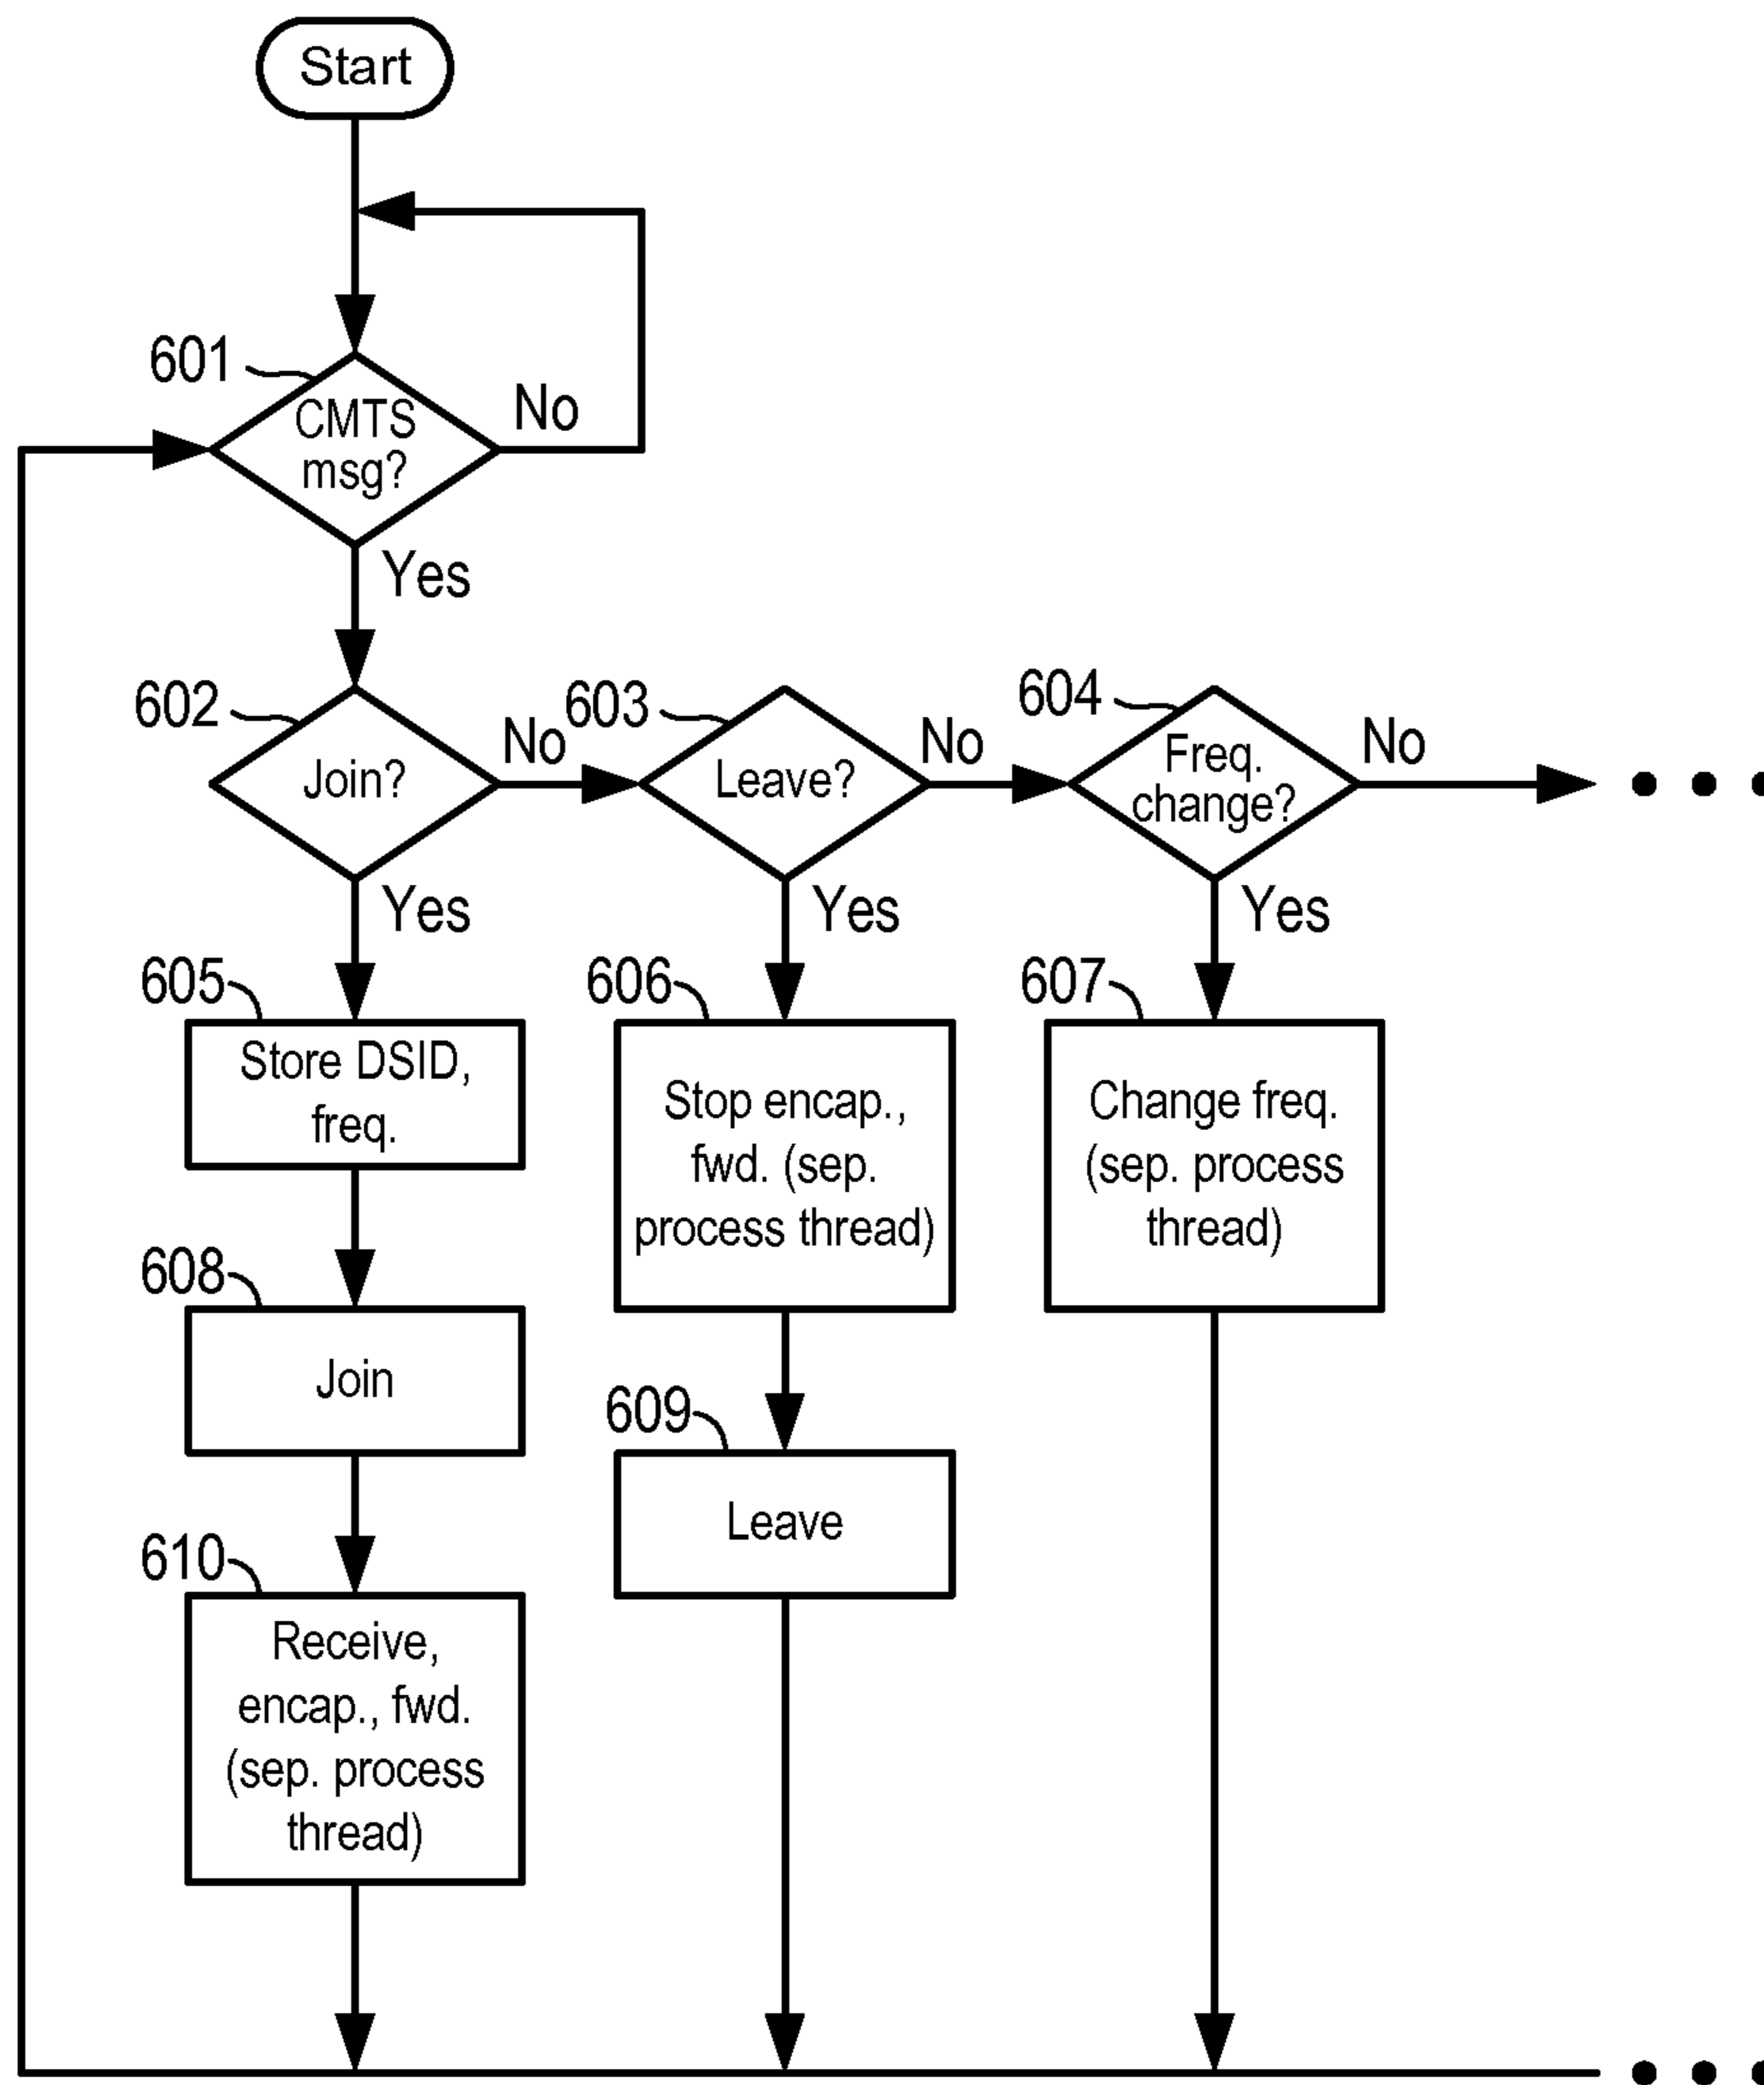 Start
601
CMTS
msg?
No
Yes
602
Join?
No
603
Leave?
No
604
Freq.
change?
No
Yes
Yes
Yes
605
Store DSID,
freq.
606
Stop encap.,
fwd. (sep.
process thread)
607
Change freq.
(sep. process
thread)
608
Join
609
Leave
610
Receive,
encap., fwd.
(sep. process
thread)